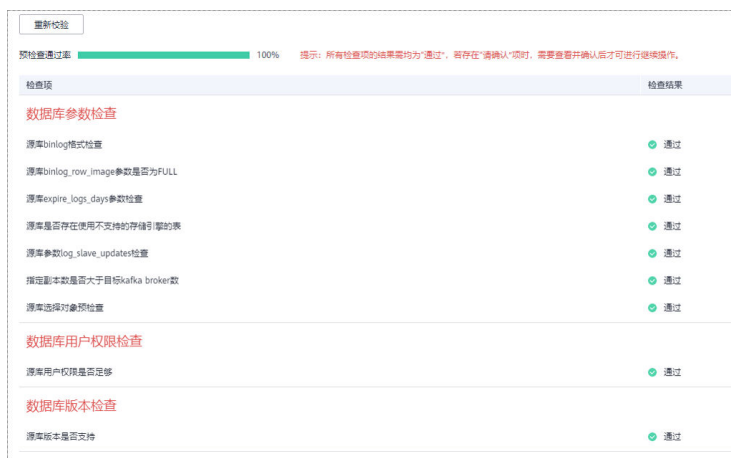 重新校验
预检查通过率 100% 提示：所有检查项的结果需均为“通过”，若存在“请确认”项时，需要查看并确认后才可进行继续操作。
检查项 检查结果
数据库参数检查
源库binlog格式检查 通过
源库binlog_row_image参数是否为FULL 通过
源库expire_logs_days参数检查 通过
源库是否存在使用不支持的存储引擎的表 通过
源库参数log_slave_updates检查 通过
指定副本数是否大于目标kafka broker数 通过
源库选择对象预检查 通过
数据库用户权限检查
源库用户权限是否足够 通过
数据库版本检查
源库版本是否支持 通过